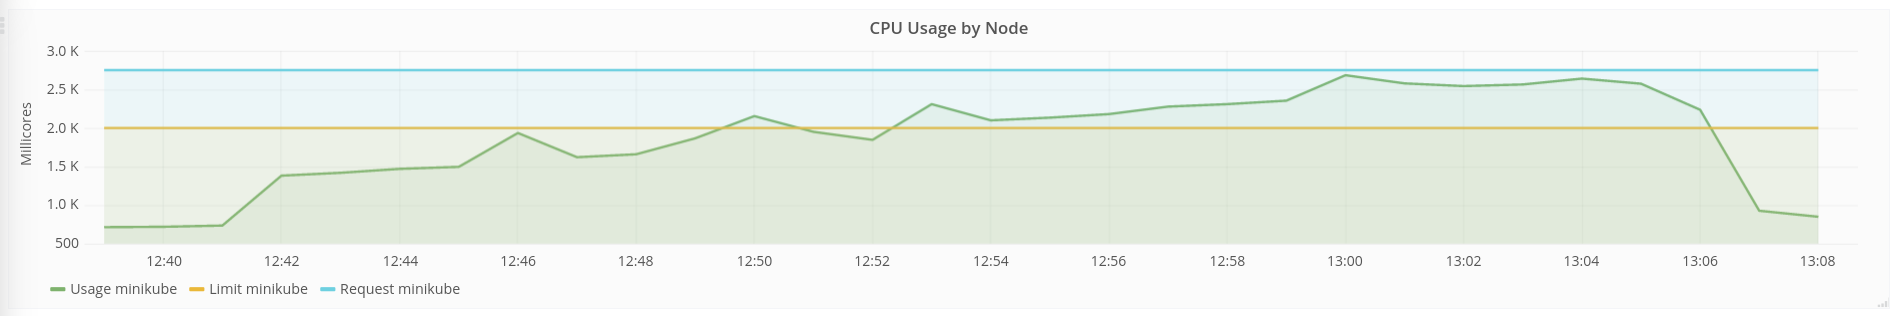 CPU Usage by Node
Millicores
3.0 K
2.5 K
2.0 K
1.5 K
1.0 K
500
12:40 12:42 12:44 12:46 12:48 12:50 12:52 12:54 12:56 12:58 13:00 13:02 13:04 13:06 13:08
Usage minikube Limit minikube Request minikube